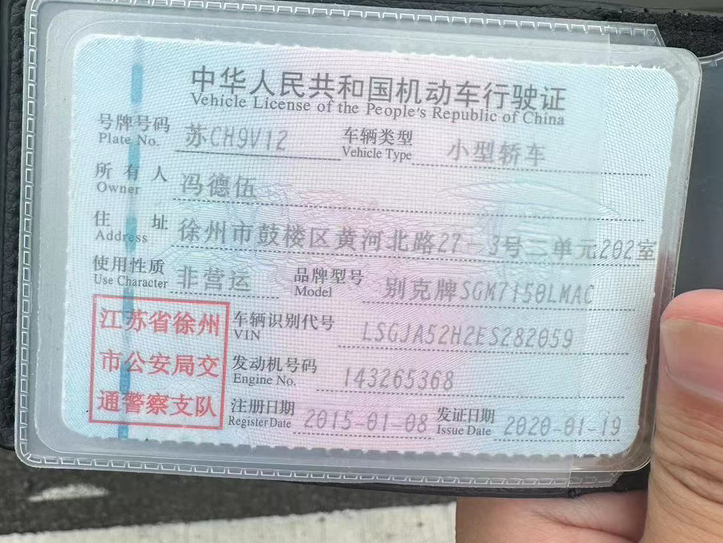 中华人民共和国机动车行驶证
Vehicle License of the People's Republic of China
号牌号码 苏CH9V12 车辆类型 小型轿车
Plate No. Vehicle Type
所有人 冯德伍
Owner
住址 徐州市鼓楼区黄河北路27-3号三单元202室
Address
使用性质 非营运 品牌型号 别克牌SGM7150LMAC
Use Character Model
江苏省徐州
市公安局交
通警察支队
车辆识别代号 LSGJA52H2ES282059
VIN
发动机号码 143265368
Engine No.
注册日期 2015-01-08 发证日期 2020-01-19
Register Date Issue Date